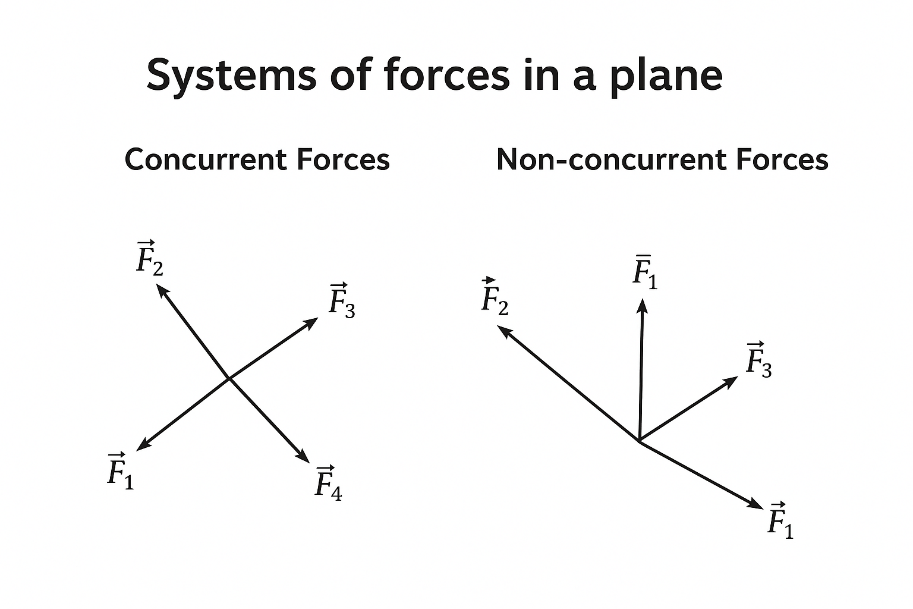 Systems of forces in a plane
Concurrent Forces
Non-concurrent Forces
F⃗₂
F⃗₃
F⃗₁
F⃗₄
F̄₁
F⃗₂
F⃗₃
F⃗₁